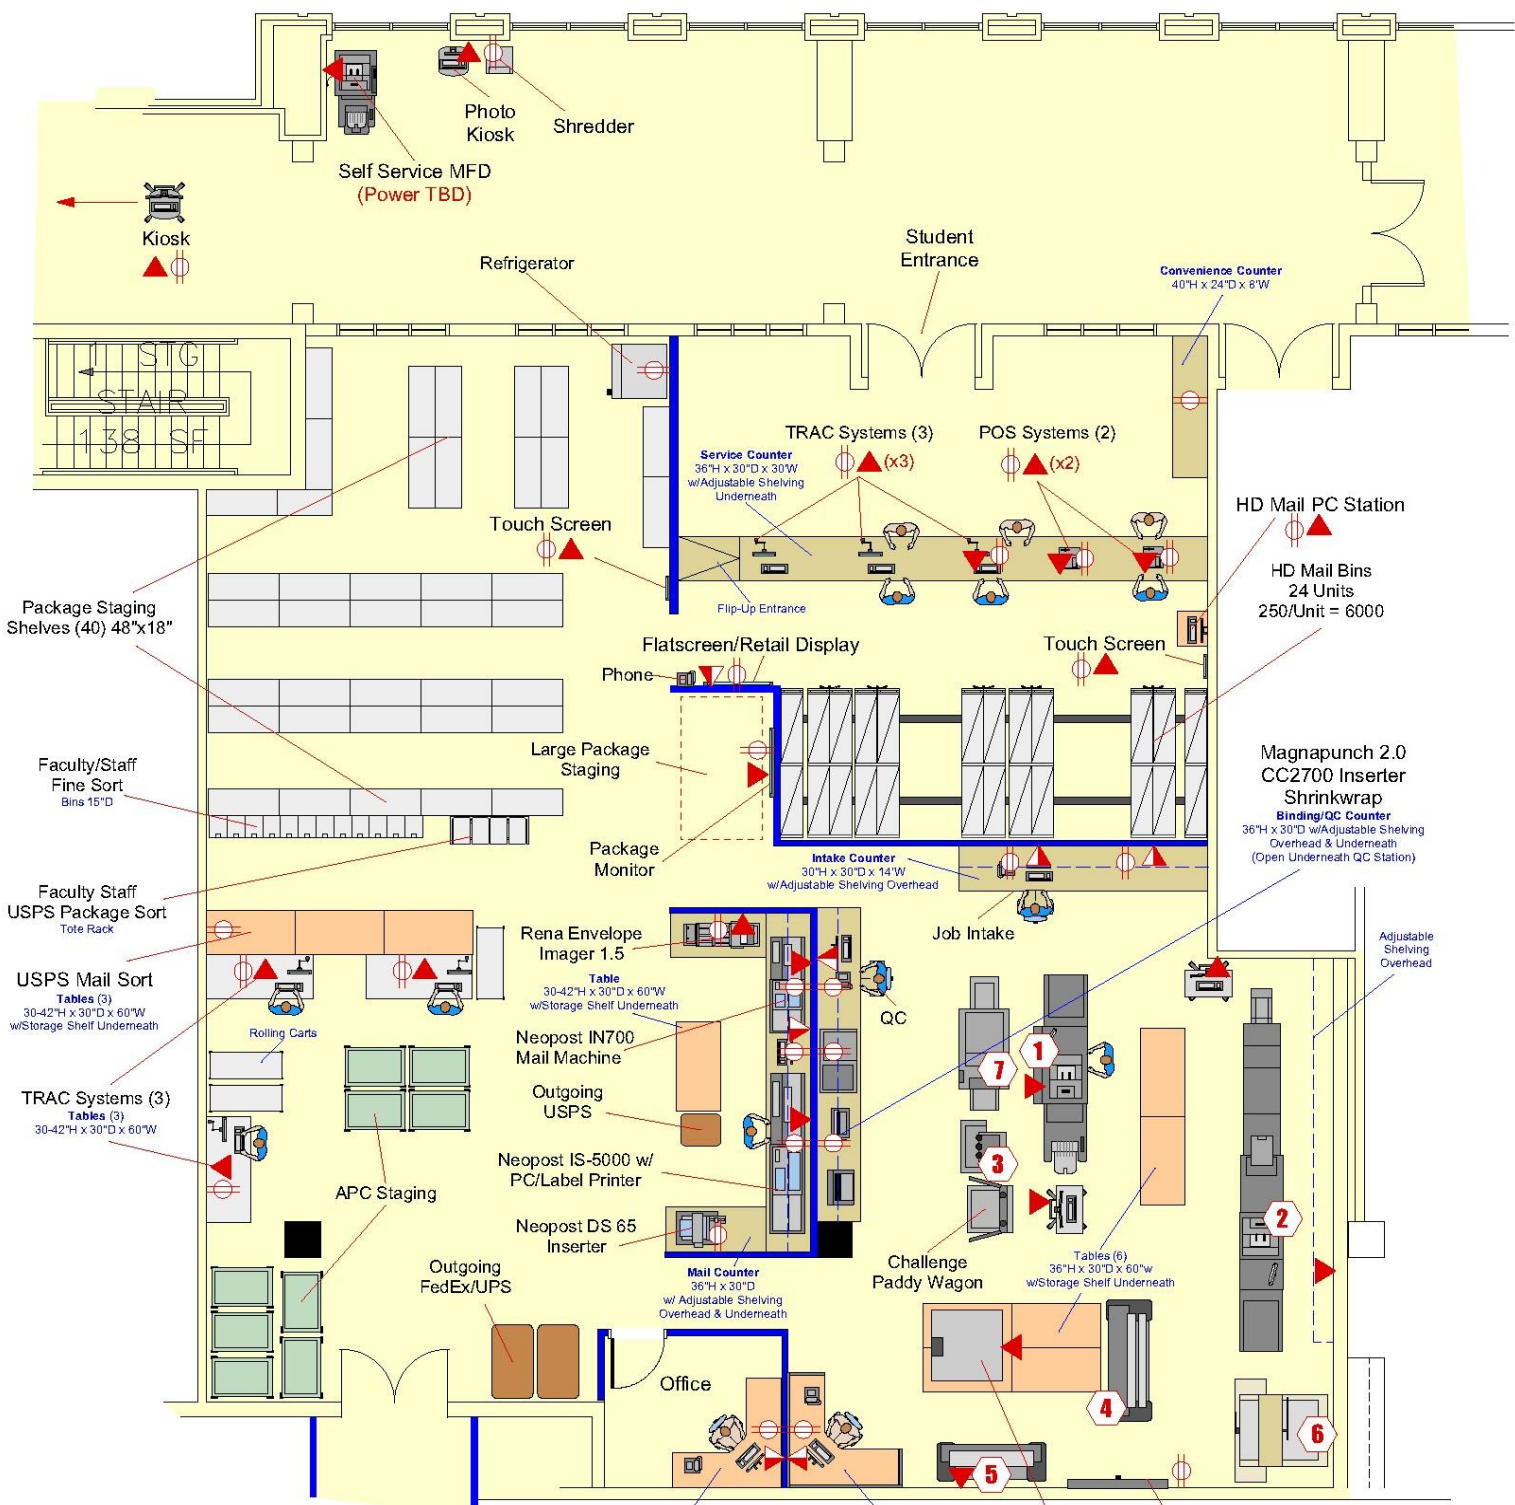 Photo
Kiosk
Shredder
Self Service MFD
(Power TBD)
Kiosk
Student
Entrance
Refrigerator
Convenience Counter
40"H x 24"D x 8'W
1 STG
STAIR
138 SF
TRAC Systems (3)
(x3)
POS Systems (2)
(x2)
Service Counter
36"H x 30"D x 30'W
w/Adjustable Shelving
Underneath
Touch Screen
HD Mail PC Station
HD Mail Bins
24 Units
250/Unit = 6000
Package Staging
Shelves (40) 48"x18"
Flip-Up Entrance
Flatscreen/Retail Display
Phone
Touch Screen
Large Package
Staging
Faculty/Staff
Fine Sort
Bins 15"D
Magnapunch 2.0
CC2700 Inserter
Shrinkwrap
Binding/QC Counter
36"H x 30"D w/Adjustable Shelving
Overhead & Underneath
(Open Underneath QC Station)
Package
Monitor
Intake Counter
30"H x 30"D x 14'W
w/Adjustable Shelving Overhead
Faculty Staff
USPS Package Sort
Tote Rack
Job Intake
Rena Envelope
Imager 1.5
Adjustable
Shelving
Overhead
USPS Mail Sort
Tables (3)
30-42"H x 30"D x 60"W
w/Storage Shelf Underneath
Table
30-42"H x 30"D x 60"W
w/Storage Shelf Underneath
QC
Rolling Carts
Neopost IN700
Mail Machine
1
7
TRAC Systems (3)
Tables (3)
30-42"H x 30"D x 60"W
Outgoing
USPS
3
Neopost IS-5000 w/
PC/Label Printer
APC Staging
2
Neopost DS 65
Inserter
Challenge
Paddy Wagon
Tables (6)
36"H x 30"D x 60"w
w/Storage Shelf Underneath
Outgoing
FedEx/UPS
Mail Counter
36"H x 30"D
w/ Adjustable Shelving
Overhead & Underneath
Office
4
6
5